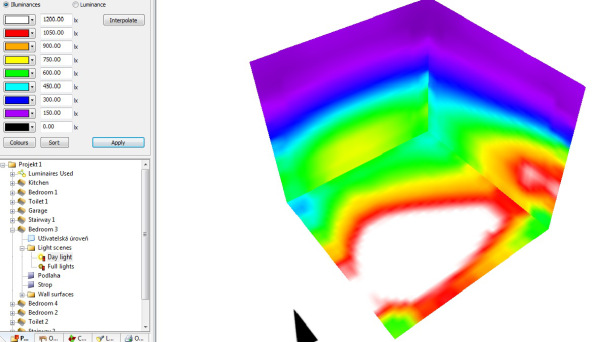 Illuminances Luminance
1200.00 lx Interpolate
1050.00 lx
900.00 lx
750.00 lx
600.00 lx
450.00 lx
300.00 lx
150.00 lx
0.00 lx
Colours Sort Apply
Projekt 1
Luminaires Used
Kitchen
Bedroom 1
Toilet 1
Garage
Stairway 1
Bedroom 3
Uživatelská úroveň
Light scenes
Day light
Full lights
Podlaha
Strop
Wall surfaces
Bedroom 4
Bedroom 2
Toilet 2
P... O... C... L... O...